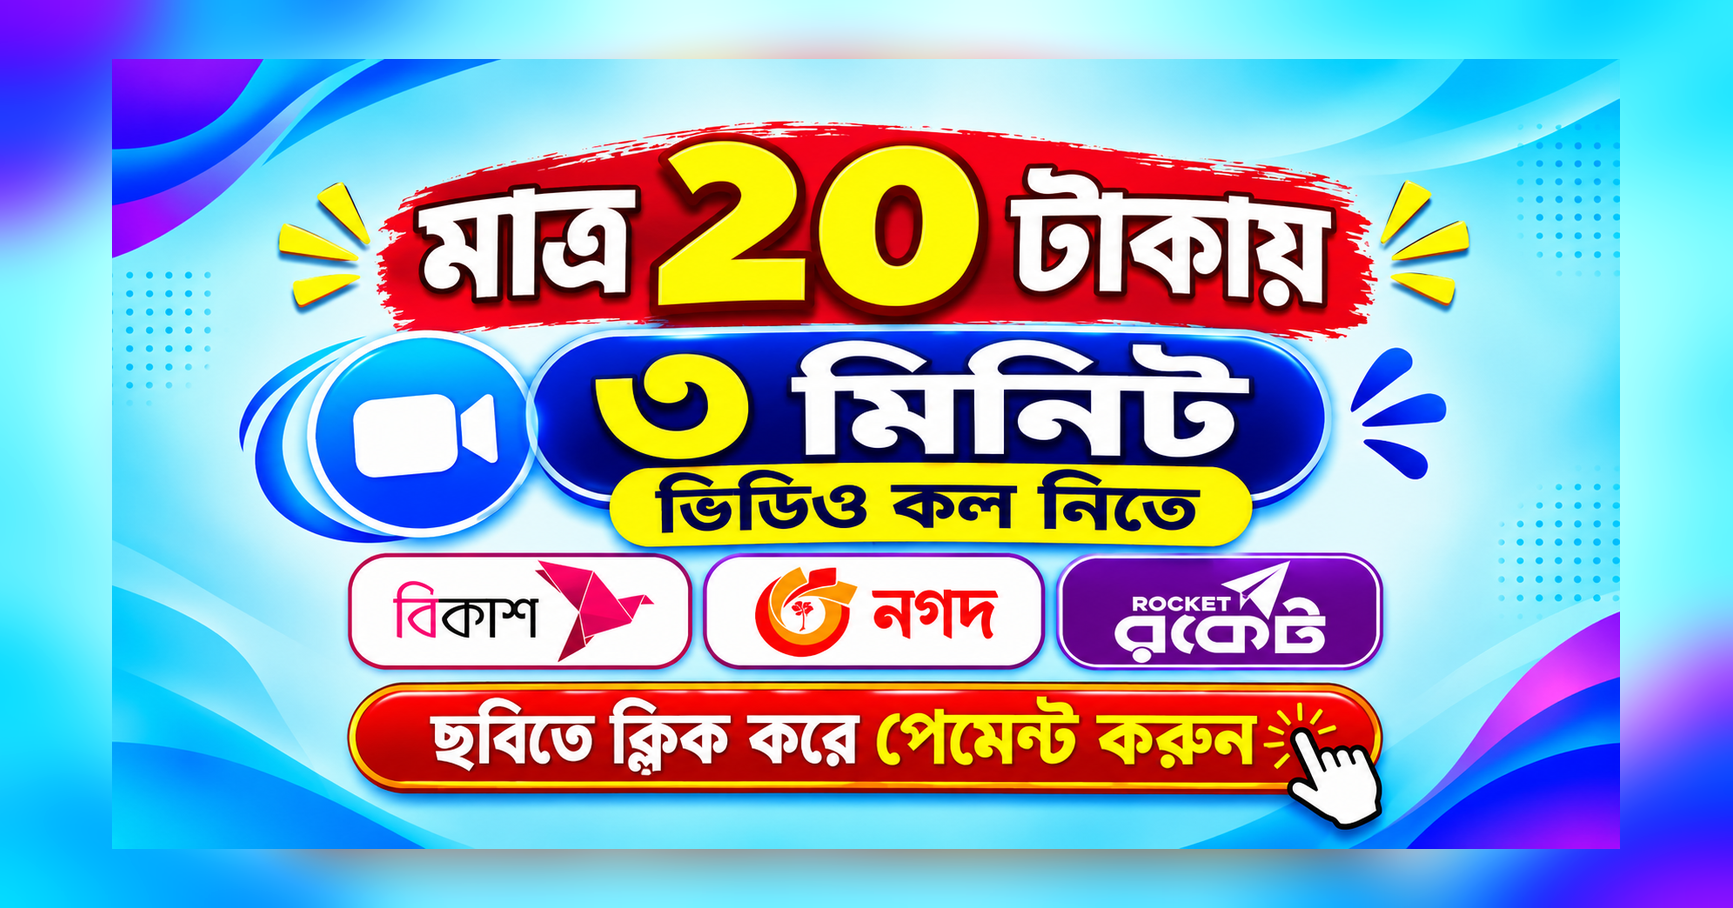 মাত্র 20 টাকায়
৩ মিনিট
ভিডিও কল নিতে
বিকাশ
নগদ
ROCKET
রকেট
ছবিতে ক্লিক করে পেমেন্ট করুন